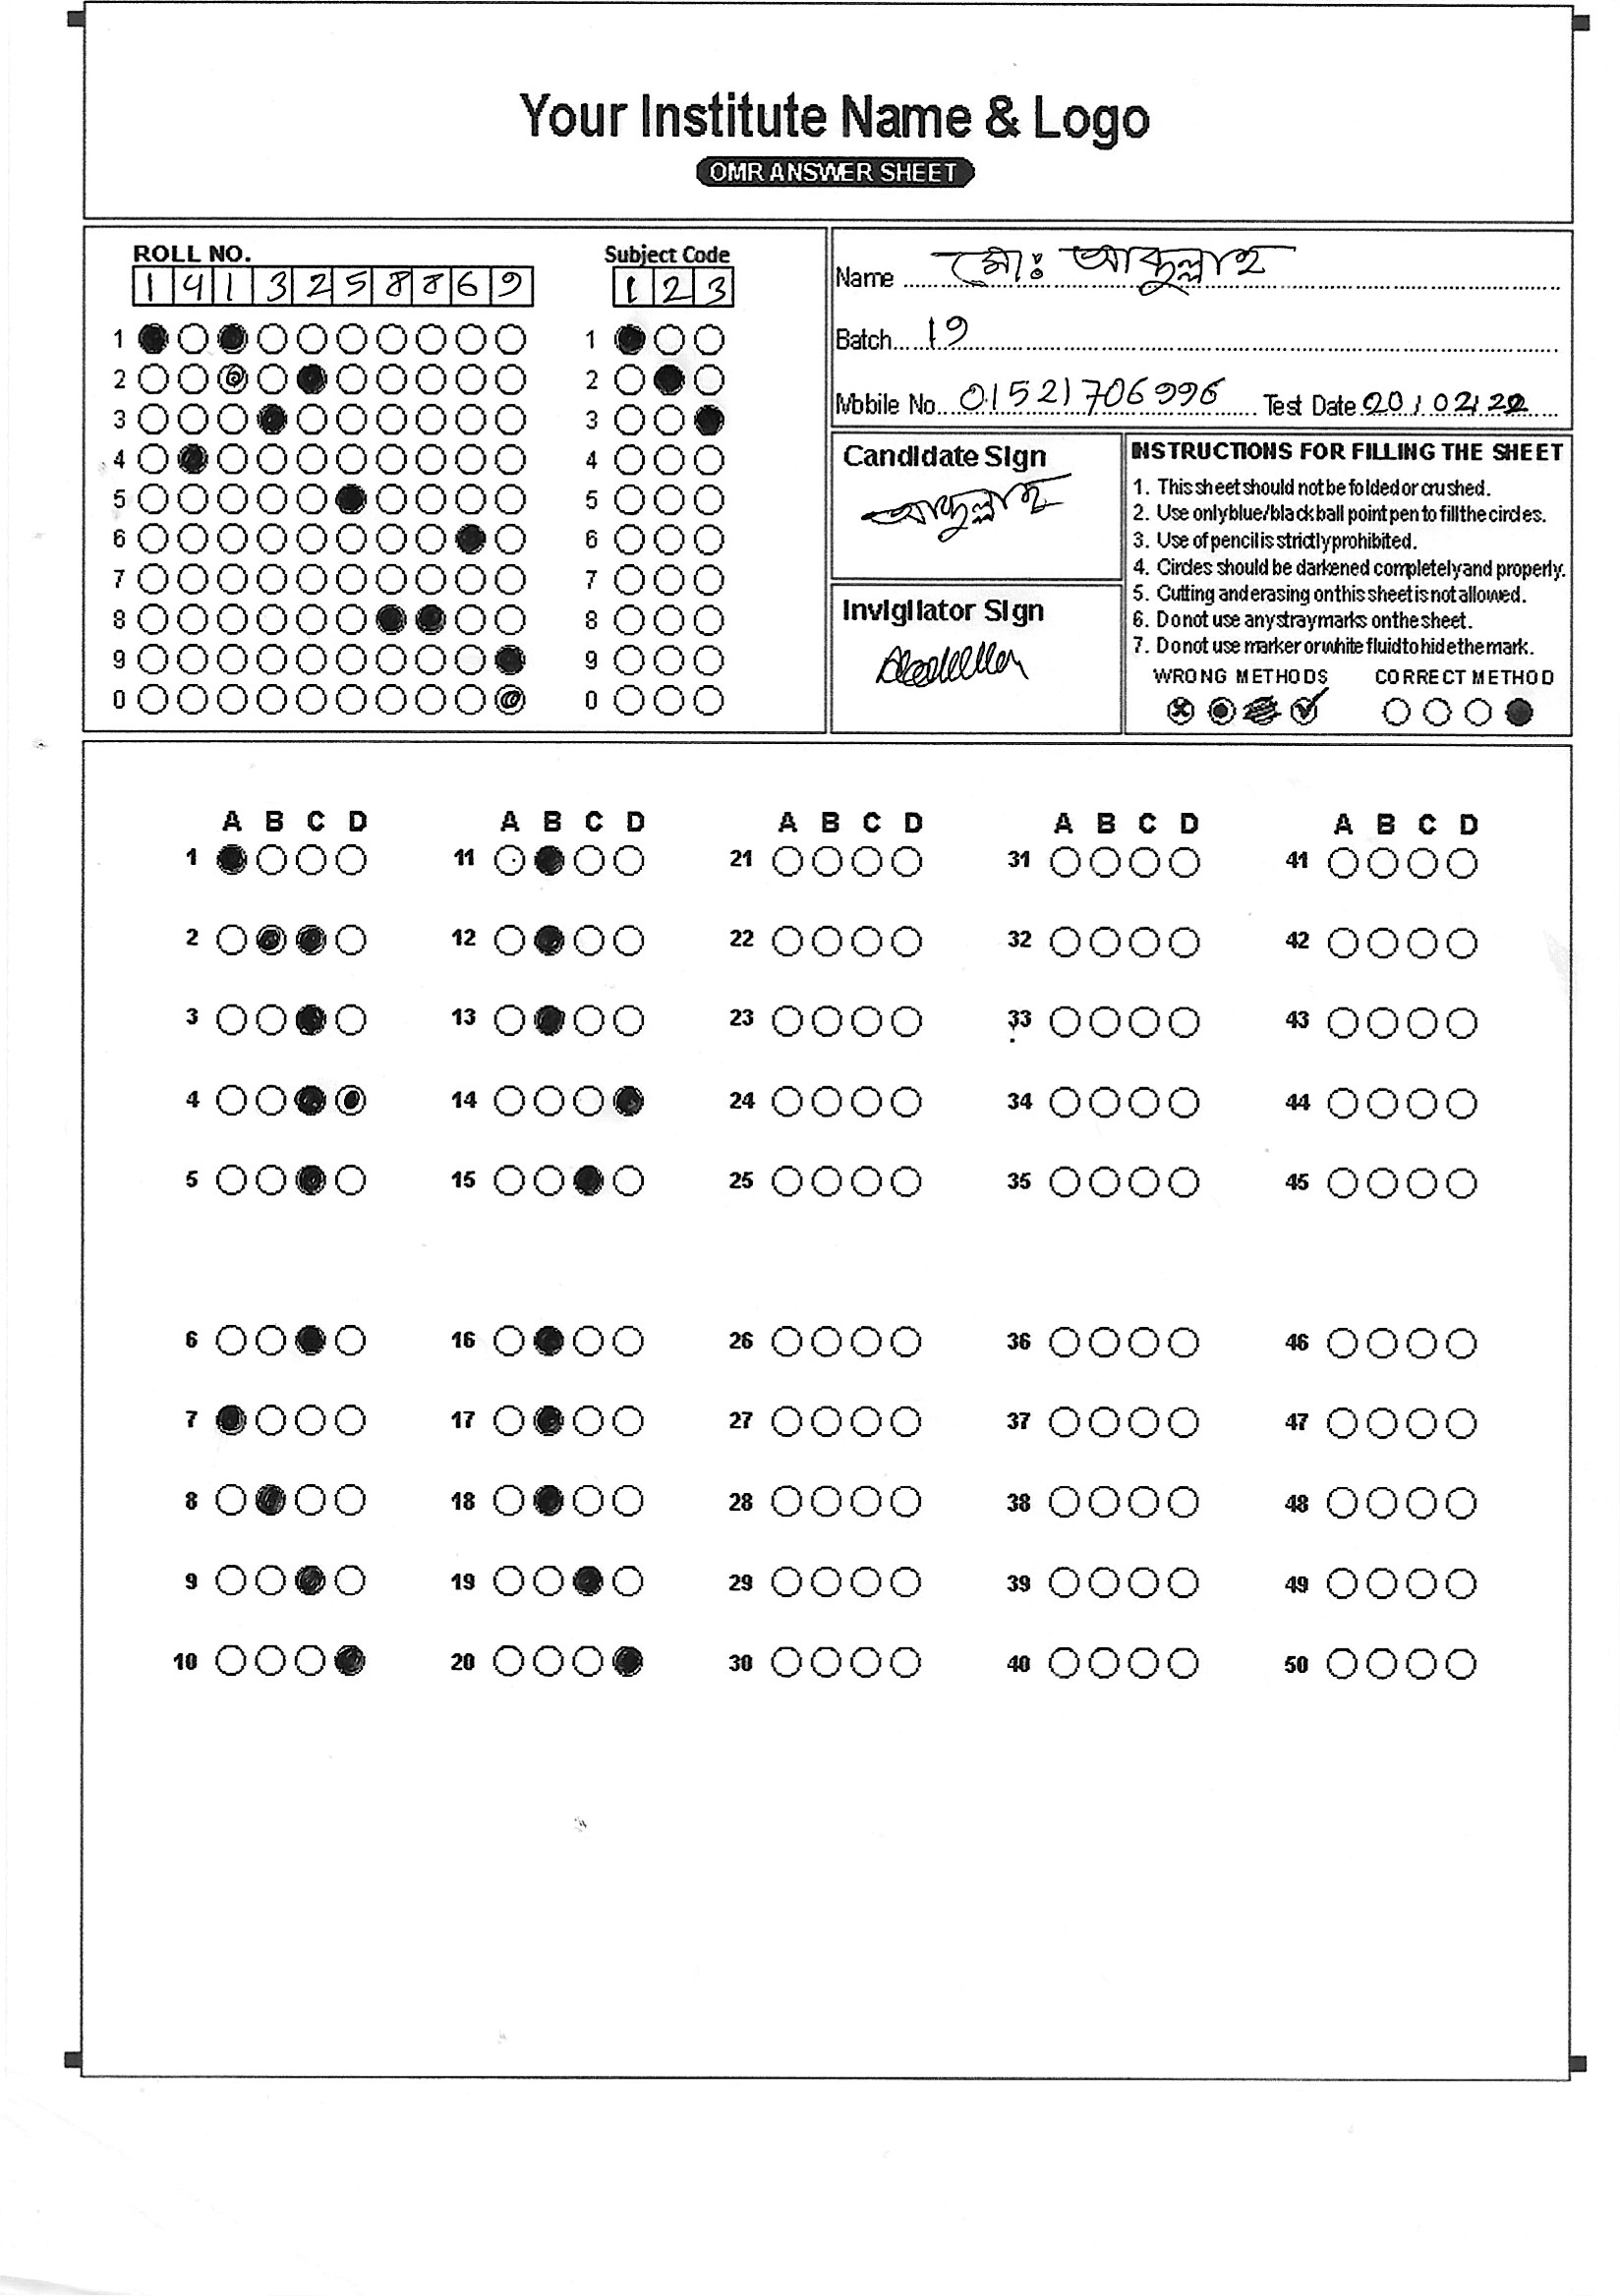 Your Institute Name & Logo
OMR ANSWER SHEET
ROLL NO.
1 4 1 3 2 5 8 8 6 9
1
2
3
4
5
6
7
8
9
0
Subject Code
1 2 3
1
2
3
4
5
6
7
8
9
0
Name মোঃ
Batch 19
Mobile No. 01521706996 Test Date 20/02/22
Candidate Sign
Invigilator Sign
INSTRUCTIONS FOR FILLING THE SHEET
1. This sheet should not be folded or crushed.
2. Use only blue/black ball point pen to fill the circles.
3. Use of pencil is strictly prohibited.
4. Circles should be darkened completely and properly.
5. Cutting and erasing on this sheet is not allowed.
6. Do not use any stray marks on the sheet.
7. Do not use marker or white fluid to hide the mark.
WRONG METHODS CORRECT METHOD
A B C D
1
2
3
4
5
6
7
8
9
10
A B C D
11
12
13
14
15
16
17
18
19
20
A B C D
21
22
23
24
25
26
27
28
29
30
A B C D
31
32
33
34
35
36
37
38
39
40
A B C D
41
42
43
44
45
46
47
48
49
50